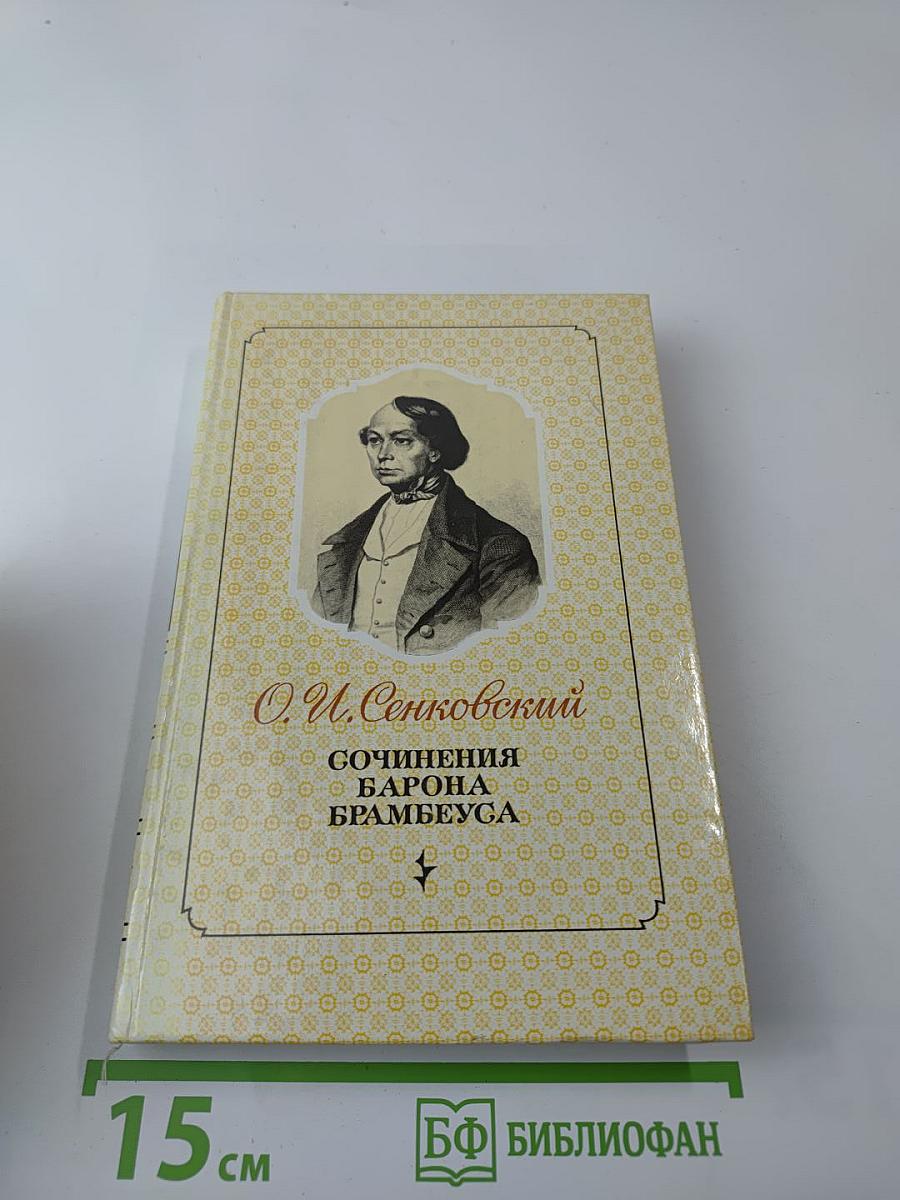 О. И. Сенковский
СОЧИНЕНИЯ
БАРОНА
БРАМБЕУСА
15 см
БФ БИБЛИОФАН